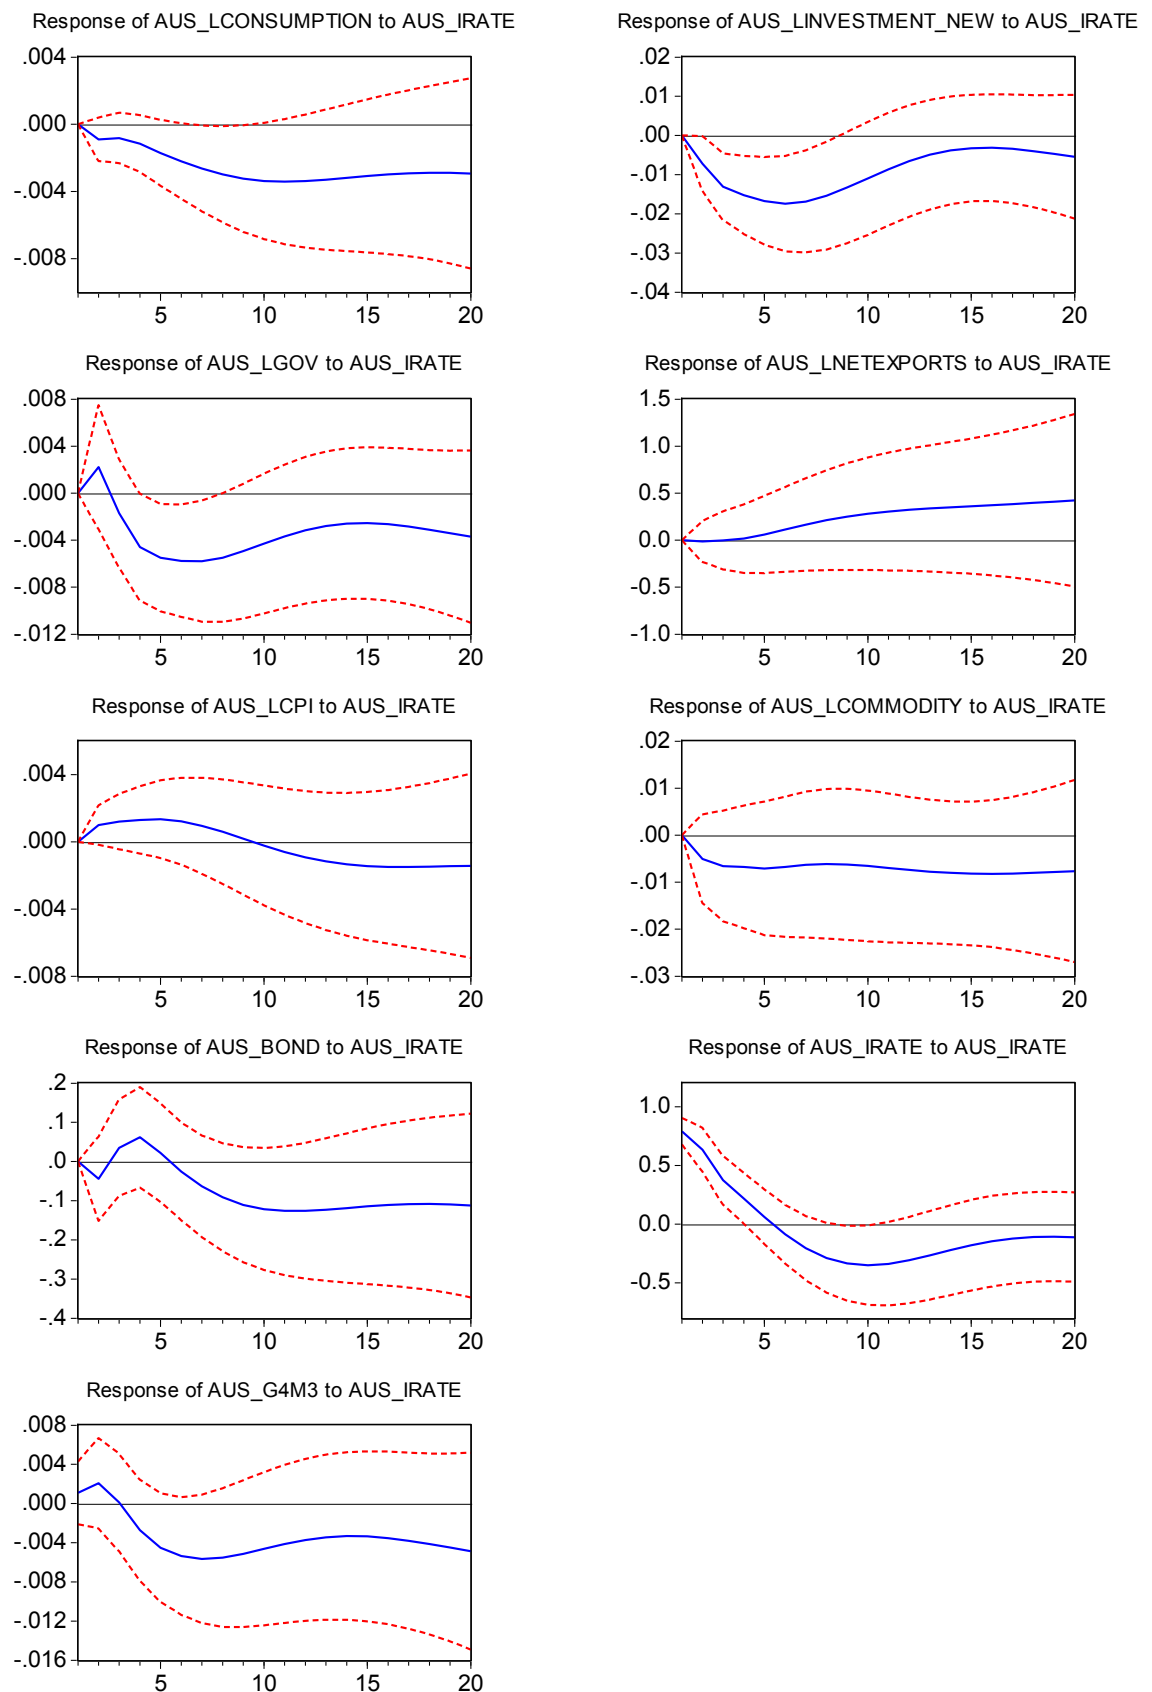 Response of AUS_LCONSUMPTION to AUS_IRATE
.004
.000
-.004
-.008
5 10 15 20
Response of AUS_LINVESTMENT_NEW to AUS_IRATE
.02
.01
.00
-.01
-.02
-.03
-.04
5 10 15 20
Response of AUS_LGOV to AUS_IRATE
.008
.004
.000
-.004
-.008
-.012
5 10 15 20
Response of AUS_LNETEXPORTS to AUS_IRATE
1.5
1.0
0.5
0.0
-0.5
-1.0
5 10 15 20
Response of AUS_LCPI to AUS_IRATE
.004
.000
-.004
-.008
5 10 15 20
Response of AUS_LCOMMODITY to AUS_IRATE
.02
.01
.00
-.01
-.02
-.03
5 10 15 20
Response of AUS_BOND to AUS_IRATE
.2
.1
.0
-.1
-.2
-.3
-.4
5 10 15 20
Response of AUS_IRATE to AUS_IRATE
1.0
0.5
0.0
-0.5
5 10 15 20
Response of AUS_G4M3 to AUS_IRATE
.008
.004
.000
-.004
-.008
-.012
-.016
5 10 15 20